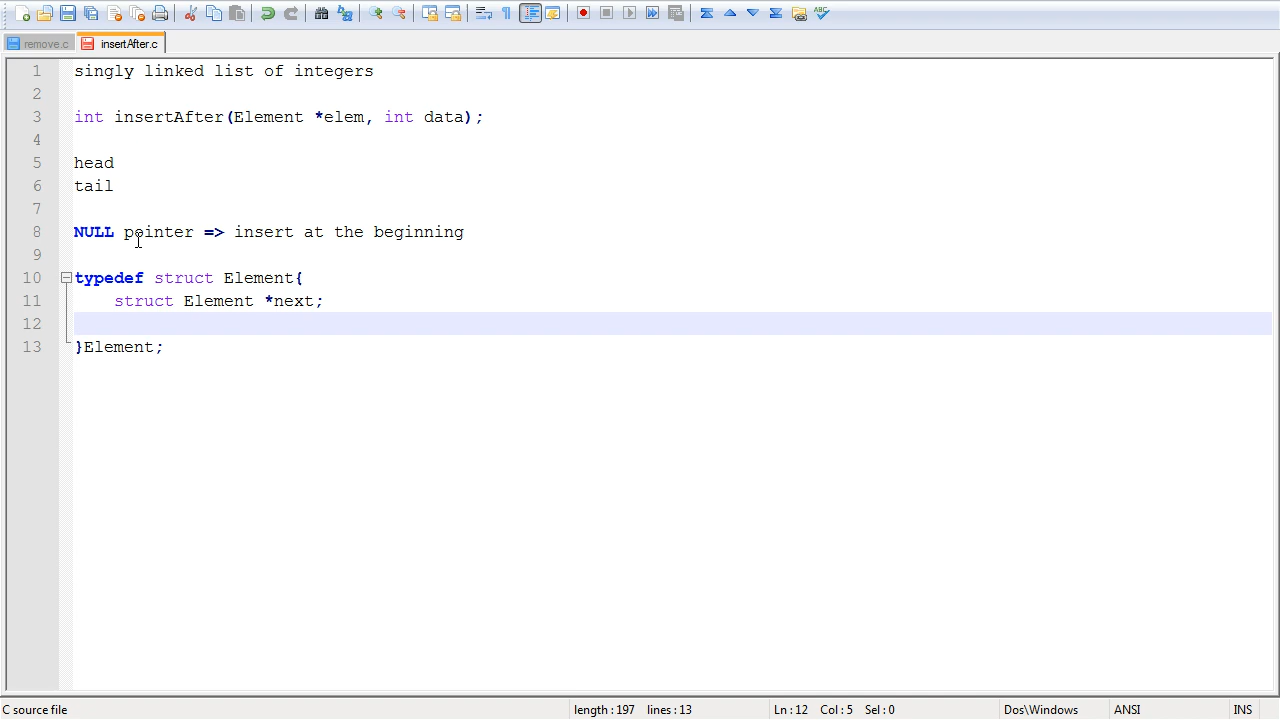 remove.c insertAfter.c
1 singly linked list of integers
2
3 int insertAfter(Element *elem, int data);
4
5 head
6 tail
7
8 NULL pointer => insert at the beginning
9
10 typedef struct Element{
11 struct Element *next;
12
13 }Element;
C source file length : 197 lines : 13 Ln : 12 Col : 5 Sel : 0 Dos\Windows ANSI INS